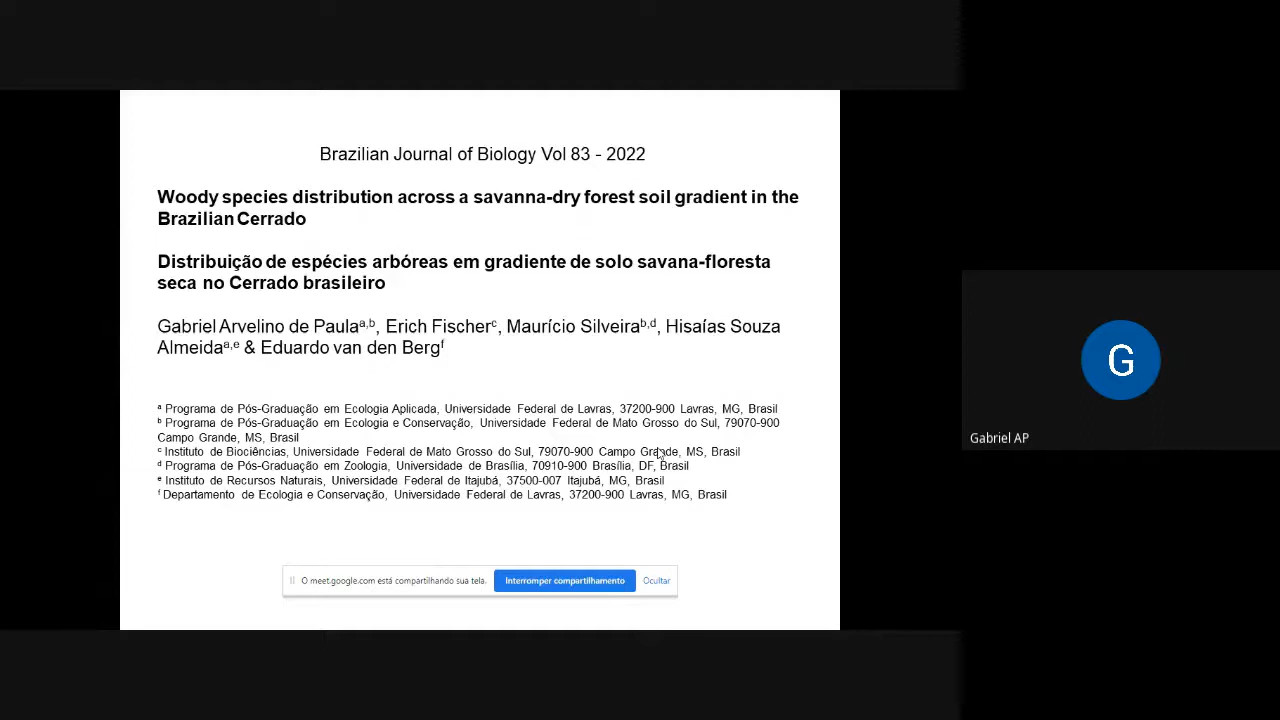 Brazilian Journal of Biology Vol 83 - 2022
Woody species distribution across a savanna-dry forest soil gradient in the
Brazilian Cerrado
Distribuição de espécies arbóreas em gradiente de solo savana-floresta
seca no Cerrado brasileiro
Gabriel Arvelino de Paulaa,b, Erich Fischerc, Maurício Silveirab,d, Hisaías Souza
Almeidaa,e & Eduardo van den Bergf
a Programa de Pós-Graduação em Ecologia Aplicada, Universidade Federal de Lavras, 37200-900 Lavras, MG, Brasil
b Programa de Pós-Graduação em Ecologia e Conservação, Universidade Federal de Mato Grosso do Sul, 79070-900
Campo Grande, MS, Brasil
c Instituto de Biociências, Universidade Federal de Mato Grosso do Sul, 79070-900 Campo Grande, MS, Brasil
d Programa de Pós-Graduação em Zoologia, Universidade de Brasília, 70910-900 Brasília, DF, Brasil
e Instituto de Recursos Naturais, Universidade Federal de Itajubá, 37500-007 Itajubá, MG, Brasil
f Departamento de Ecologia e Conservação, Universidade Federal de Lavras, 37200-900 Lavras, MG, Brasil
O meet.google.com está compartilhando sua tela. Interromper compartilhamento Ocultar
G
Gabriel AP